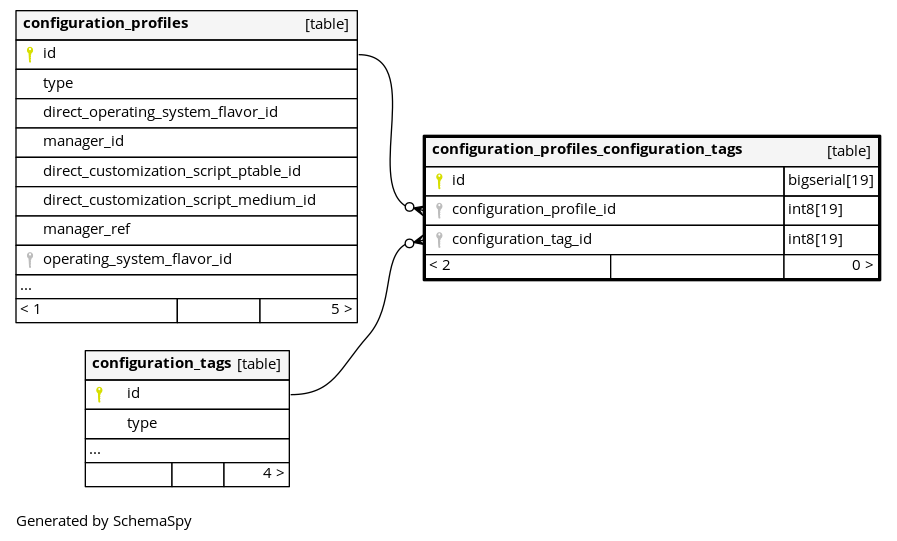 configuration_profiles [table]
id
type
direct_operating_system_flavor_id
manager_id
direct_customization_script_ptable_id
direct_customization_script_medium_id
manager_ref
operating_system_flavor_id
...
< 1 5 >
configuration_profiles_configuration_tags [table]
id bigserial[19]
configuration_profile_id int8[19]
configuration_tag_id int8[19]
< 2 0 >
configuration_tags [table]
id
type
...
4 >
Generated by SchemaSpy